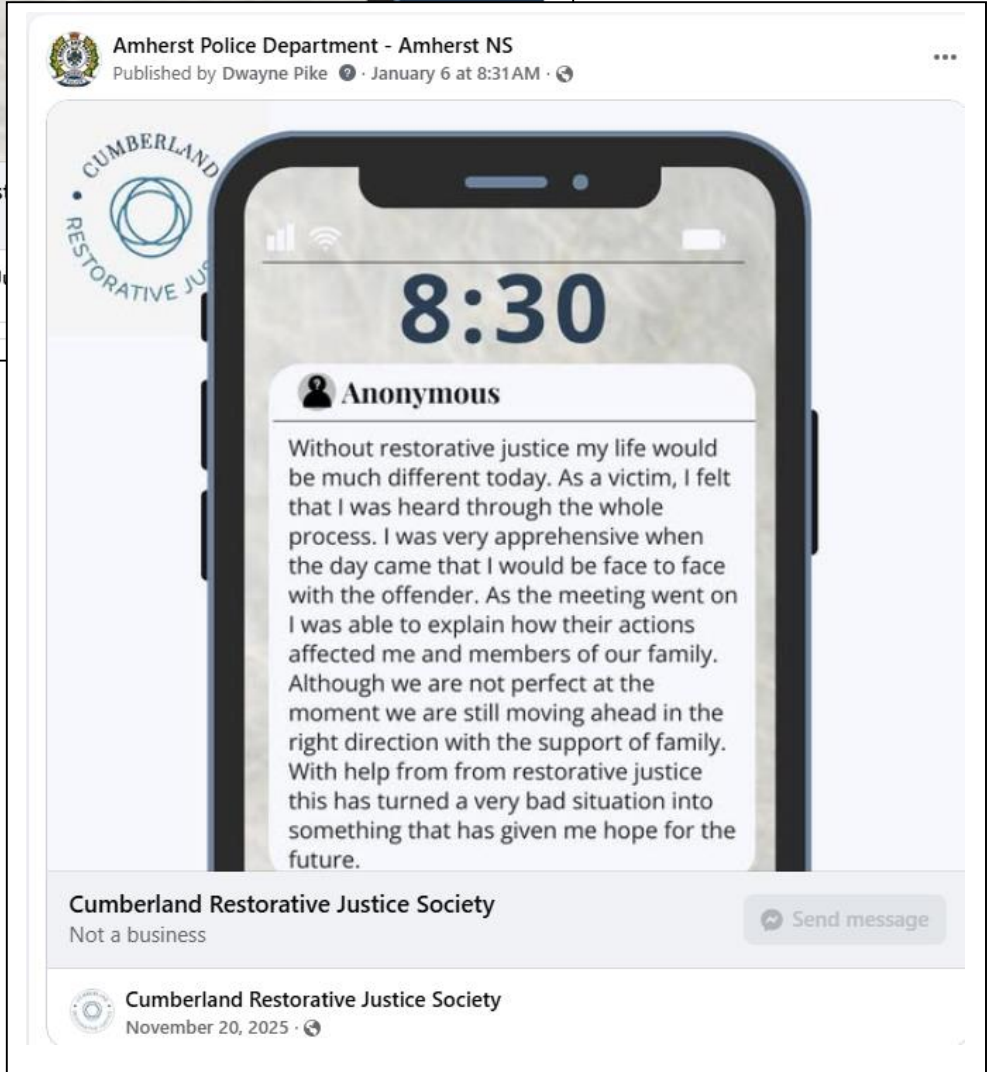 Amherst Police Department - Amherst NS
Published by Dwayne Pike · January 6 at 8:31 AM ·
• CUMBERLAND
RESTORATIVE JUS
8:30
Anonymous
Without restorative justice my life would
be much different today. As a victim, I felt
that I was heard through the whole
process. I was very apprehensive when
the day came that I would be face to face
with the offender. As the meeting went on
I was able to explain how their actions
affected me and members of our family.
Although we are not perfect at the
moment we are still moving ahead in the
right direction with the support of family.
With help from from restorative justice
this has turned a very bad situation into
something that has given me hope for the
future.
Cumberland Restorative Justice Society
Not a business
Send message
Cumberland Restorative Justice Society
November 20, 2025 ·